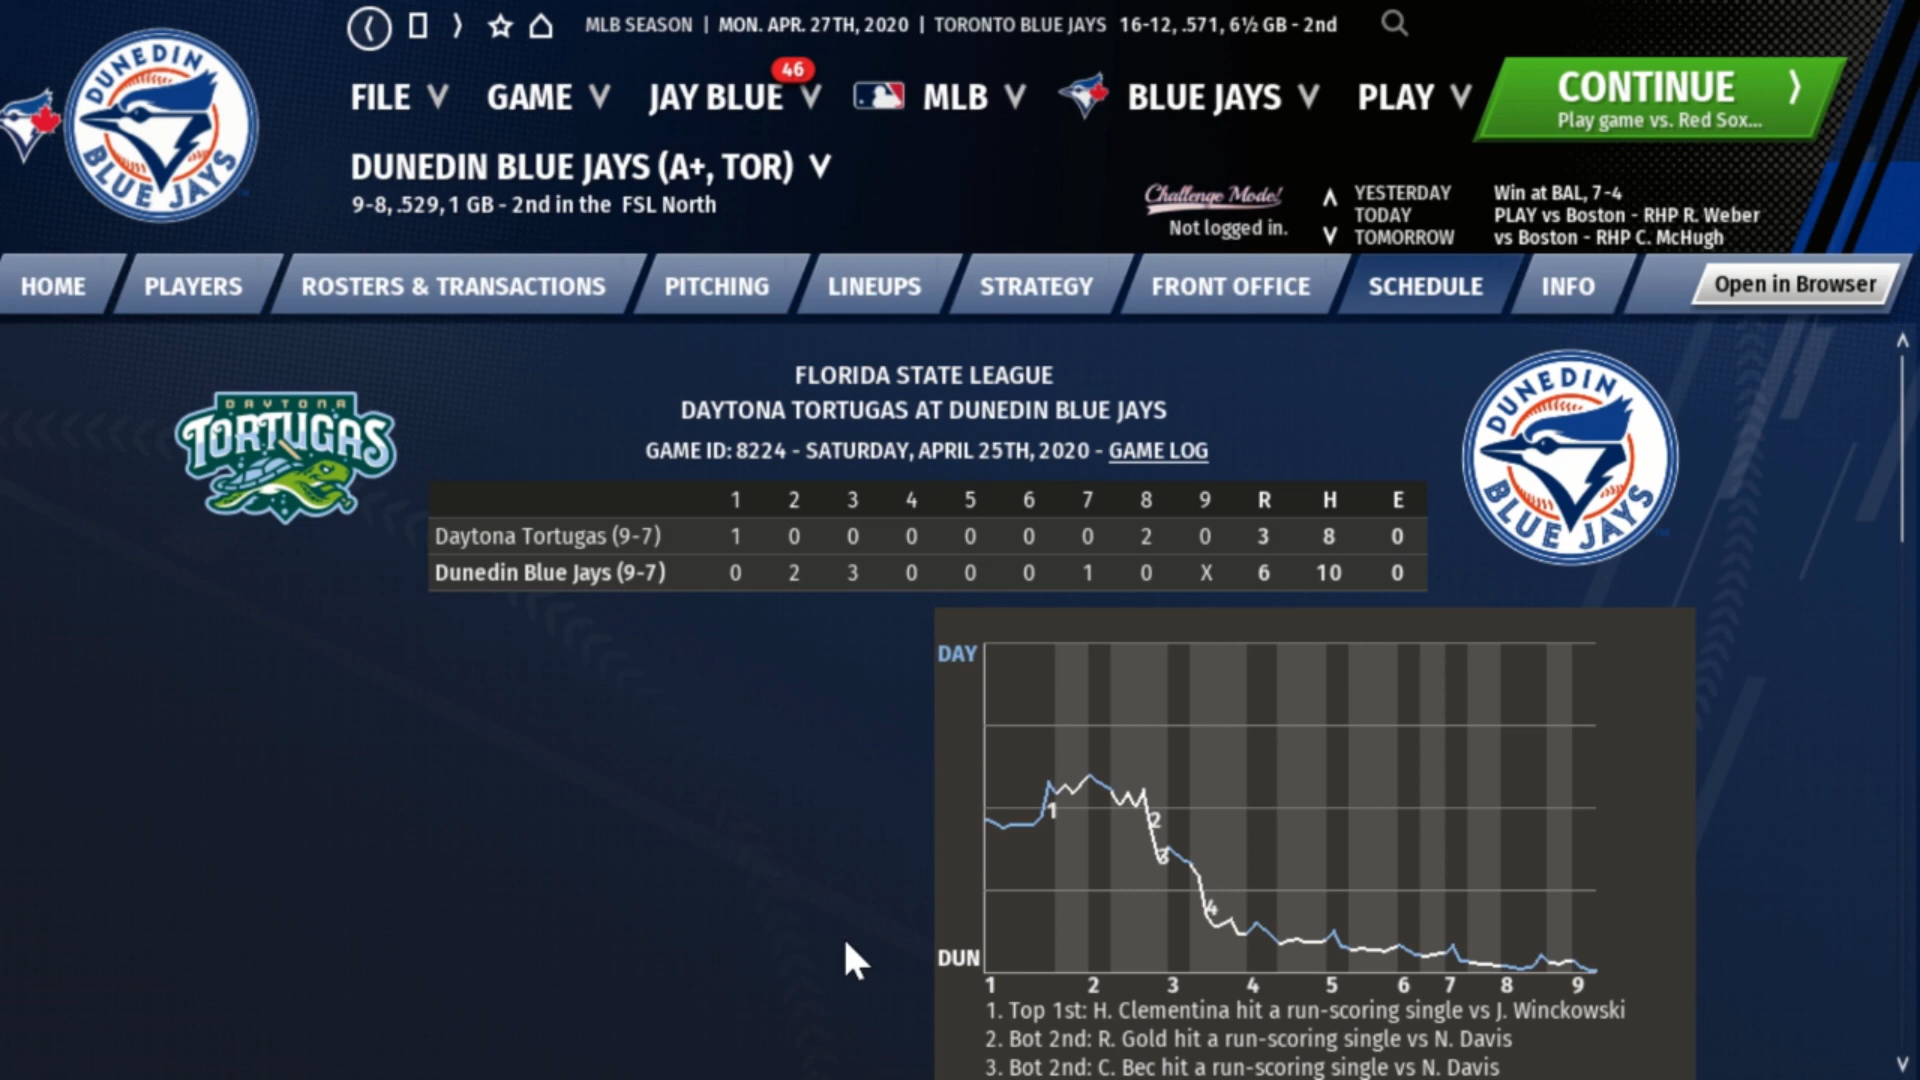 MLB SEASON | MON. APR. 27TH, 2020 | TORONTO BLUE JAYS 16-12, .571, 6½ GB - 2nd
46
FILE GAME JAY BLUE MLB BLUE JAYS PLAY
CONTINUE
Play game vs. Red Sox...
DUNEDIN BLUE JAYS
DUNEDIN BLUE JAYS (A+, TOR)
9-8, .529, 1 GB - 2nd in the FSL North
Challenge Mode!
Not logged in.
YESTERDAY Win at BAL, 7-4
TODAY PLAY vs Boston - RHP R. Weber
TOMORROW vs Boston - RHP C. McHugh
HOME PLAYERS ROSTERS & TRANSACTIONS PITCHING LINEUPS STRATEGY FRONT OFFICE SCHEDULE INFO Open in Browser
DAYTONA
TORTUGAS
FLORIDA STATE LEAGUE
DAYTONA TORTUGAS AT DUNEDIN BLUE JAYS
GAME ID: 8224 - SATURDAY, APRIL 25TH, 2020 - GAME LOG
DUNEDIN BLUE JAYS
1 2 3 4 5 6 7 8 9 R H E
Daytona Tortugas (9-7) 1 0 0 0 0 0 0 2 0 3 8 0
Dunedin Blue Jays (9-7) 0 2 3 0 0 0 1 0 X 6 10 0
DAY
1
2
3
4
DUN
1 2 3 4 5 6 7 8 9
1. Top 1st: H. Clementina hit a run-scoring single vs J. Winckowski
2. Bot 2nd: R. Gold hit a run-scoring single vs N. Davis
3. Bot 2nd: C. Bec hit a run-scoring single vs N. Davis